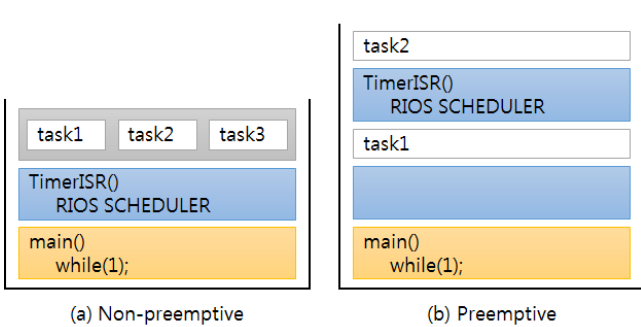 task1 task2 task3
TimerISR()
RIOS SCHEDULER
main()
while(1);
(a) Non-preemptive
task2
TimerISR()
RIOS SCHEDULER
task1
main()
while(1);
(b) Preemptive